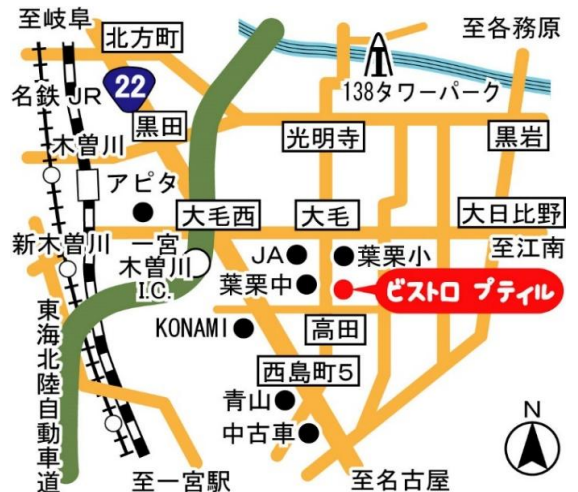 至岐阜
北方町
至各務原
22
名鉄
JR
138タワーパーク
木曽川
黒田
光明寺
黒岩
アピタ
大毛西
大毛
大日比野
新木曽川
一宮
木曽川
I.C.
JA
葉栗小
至江南
葉栗中
ビストロ プティル
東海北陸自動車道
KONAMI
高田
西島町5
青山
中古車
N
至一宮駅
至名古屋